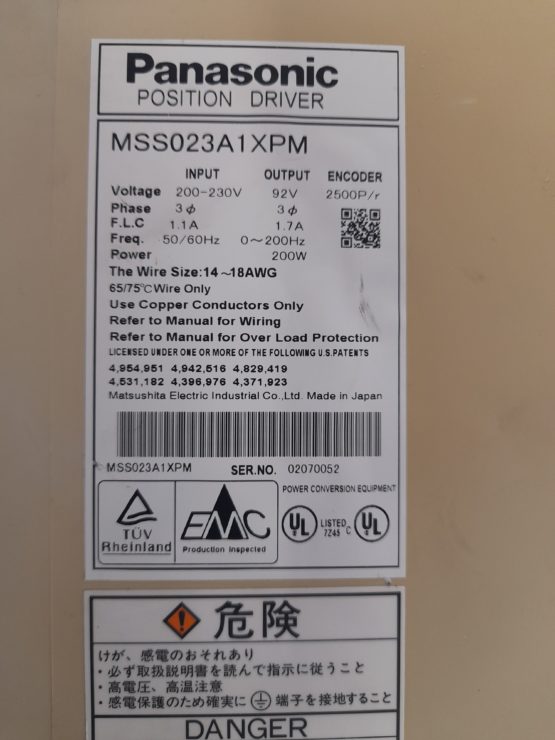 Panasonic
POSITION DRIVER
MSS023A1XPM
INPUT OUTPUT ENCODER
Voltage 200-230V 92V 2500P/r
Phase 3ϕ 3ϕ
F.L.C 1.1A 1.7A
Freq. 50/60Hz 0~200Hz
Power 200W
The Wire Size:14~18AWG
65/75℃ Wire Only
Use Copper Conductors Only
Refer to Manual for Wiring
Refer to Manual for Over Load Protection
LICENSED UNDER ONE OR MORE OF THE FOLLOWING U.S.PATENTS
4,954,951 4,942,516 4,829,419
4,531,182 4,396,976 4,371,923
Matsushita Electric Industrial Co.,Ltd. Made in Japan
MSS023A1XPM SER.NO. 02070052
TÜV
Rheinland
EMC
Production Inspected
POWER CONVERSION EQUIPMENT
UL LISTED 7Z45 C UL
危険
けが、感電のおそれあり
・必ず取扱説明書を読んで指示に従うこと
・高電圧、高温注意
・感電保護のため確実に端子を接地すること
DANGER